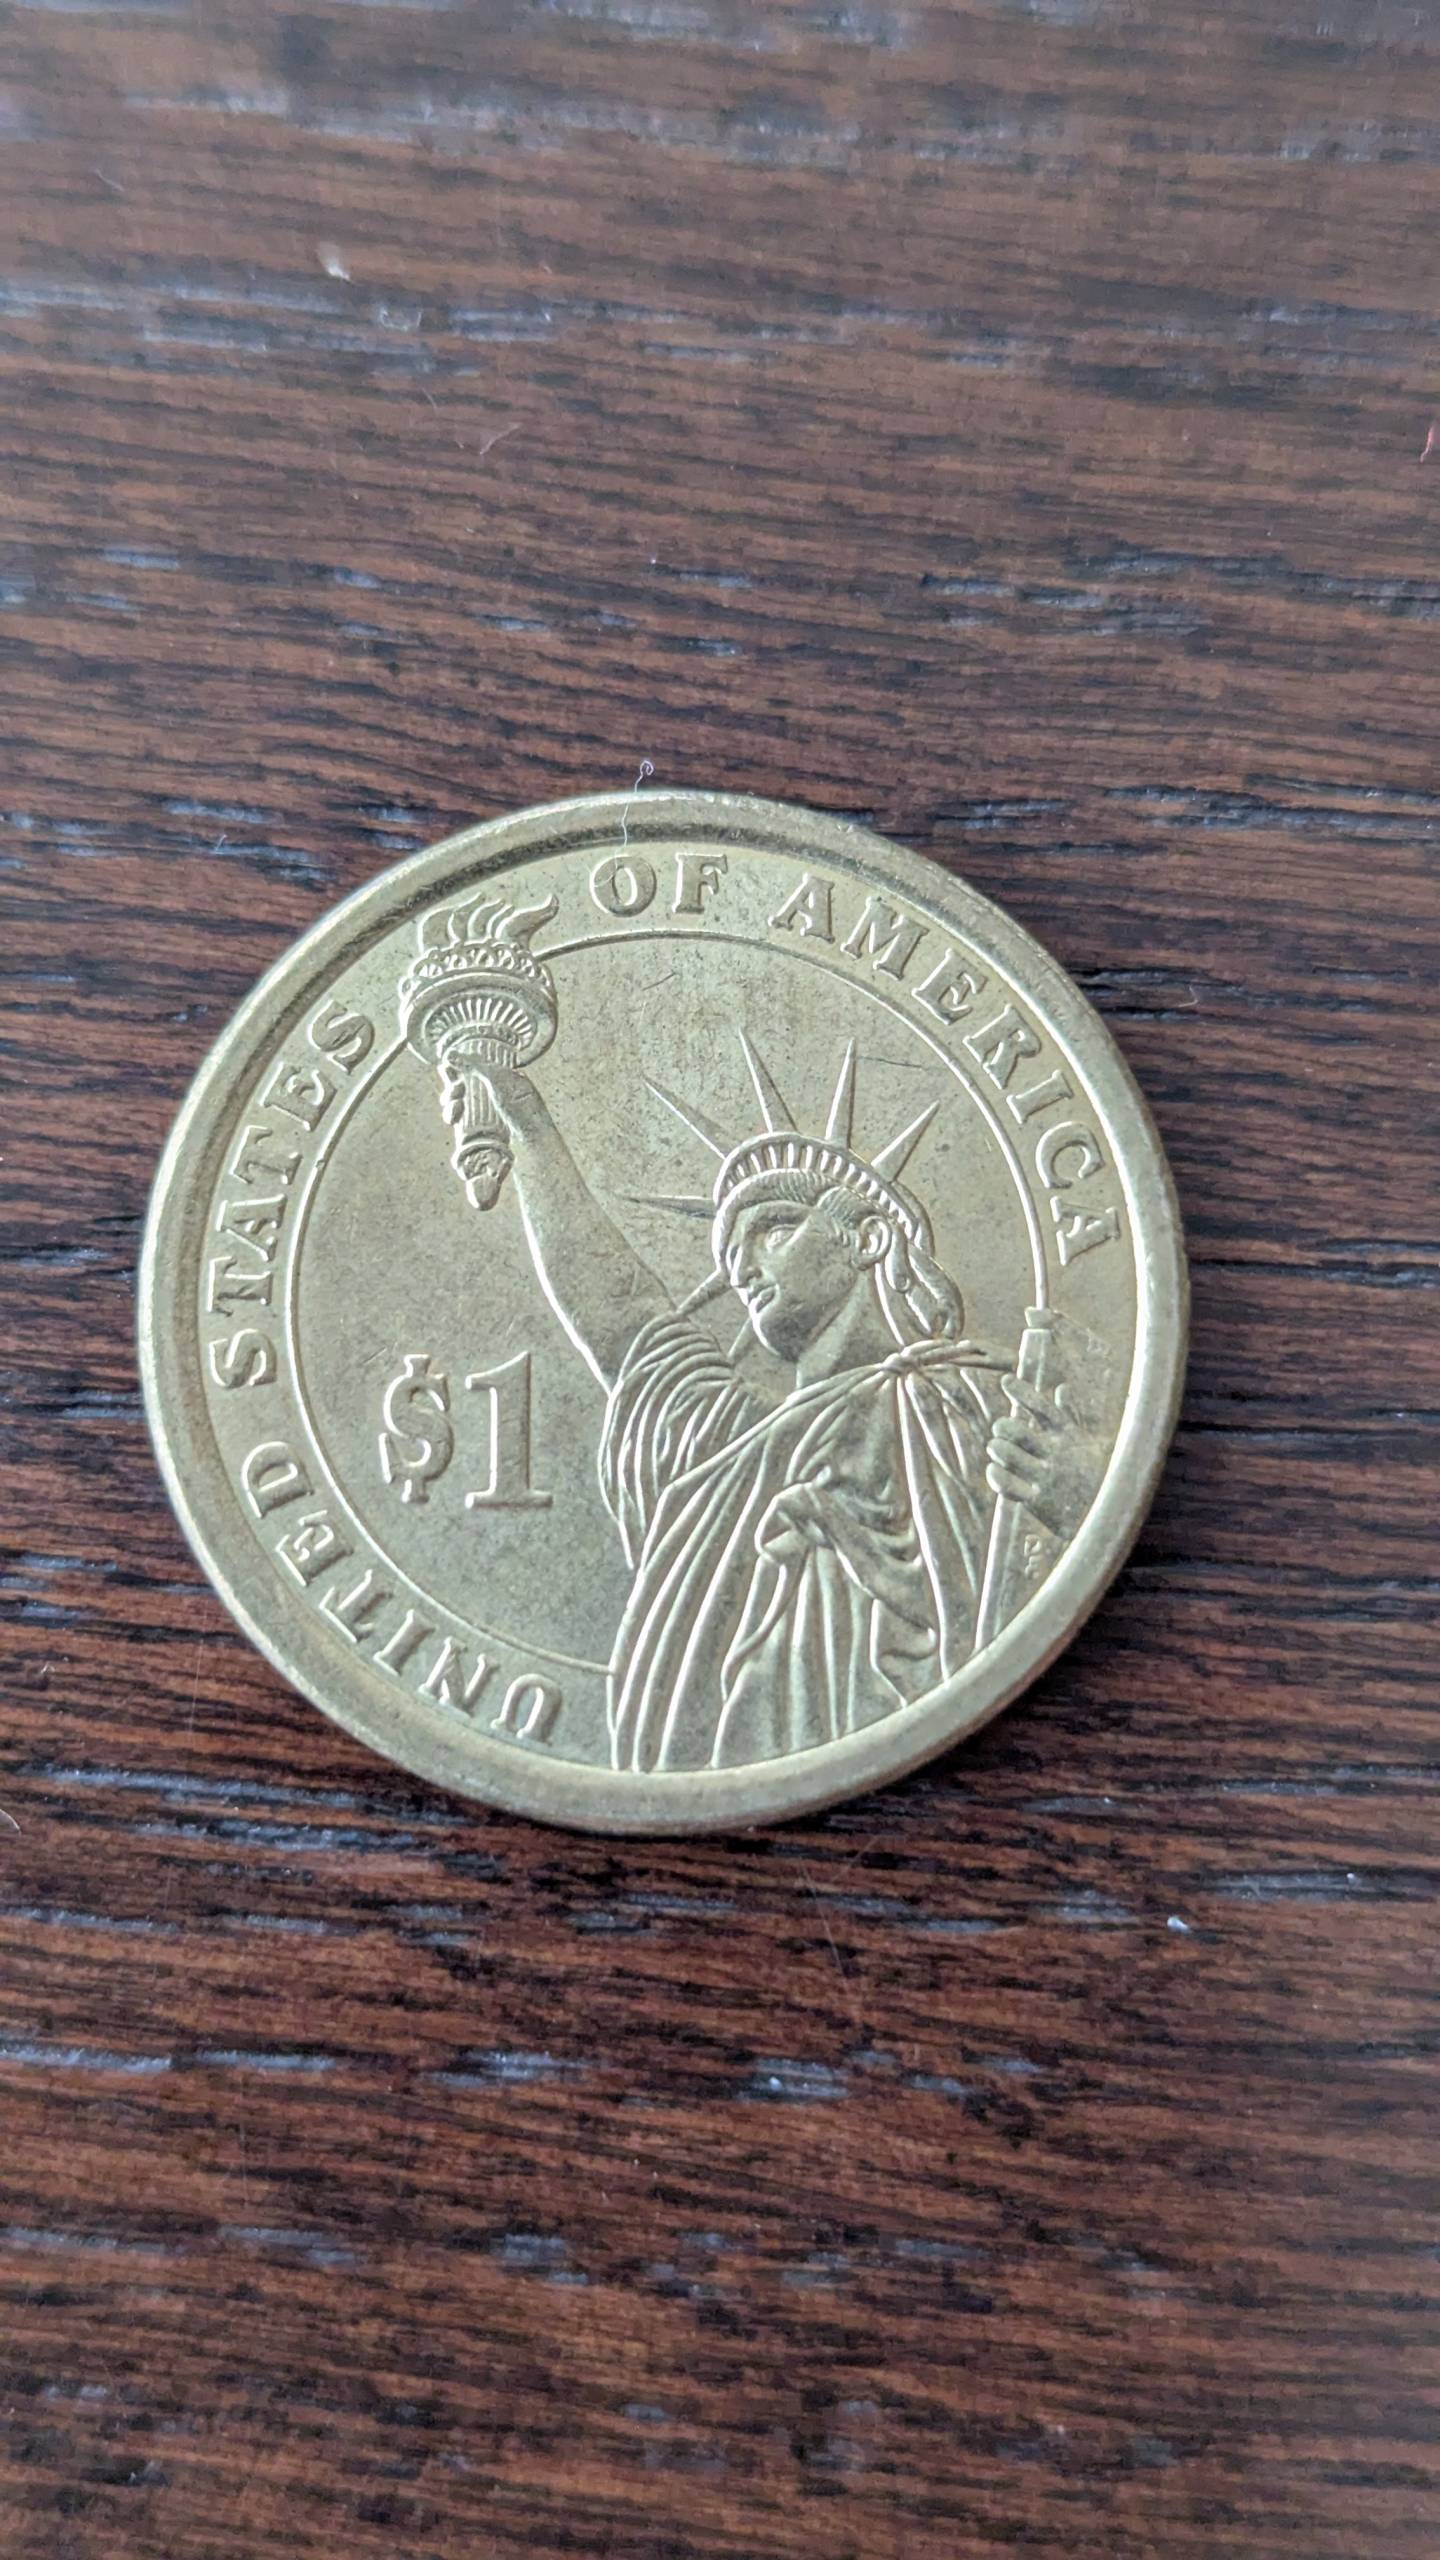 UNITED STATES OF AMERICA
$1